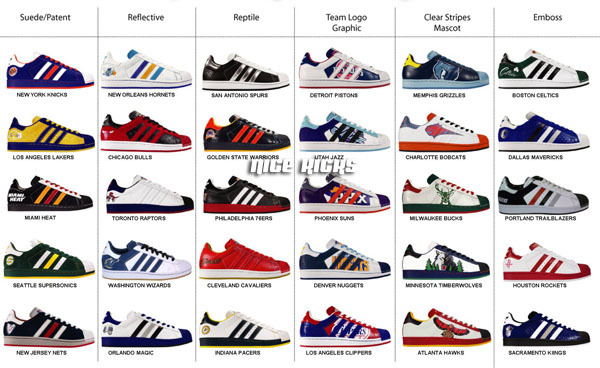 Suede/Patent Reflective Reptile Team Logo Graphic Clear Stripes Mascot Emboss
NEW YORK KNICKS NEW ORLEANS HORNETS SAN ANTONIO SPURS DETROIT PISTONS MEMPHIS GRIZZLES BOSTON CELTICS
LOS ANGELES LAKERS CHICAGO BULLS GOLDEN STATE WARRIORS UTAH JAZZ CHARLOTTE BOBCATS DALLAS MAVERICKS
NICE KICKS
MIAMI HEAT
MIAMI HEAT TORONTO RAPTORS PHILADELPHIA 76ERS PHOENIX SUNS MILWAUKEE BUCKS PORTLAND TRAILBLAZERS
SEATTLE SUPERSONICS WASHINGTON WIZARDS CLEVELAND CAVALIERS DENVER NUGGETS MINNESOTA TIMBERWOLVES HOUSTON ROCKETS
NEW JERSEY NETS ORLANDO MAGIC INDIANA PACERS LOS ANGELES CLIPPERS ATLANTA HAWKS SACRAMENTO KIINGS